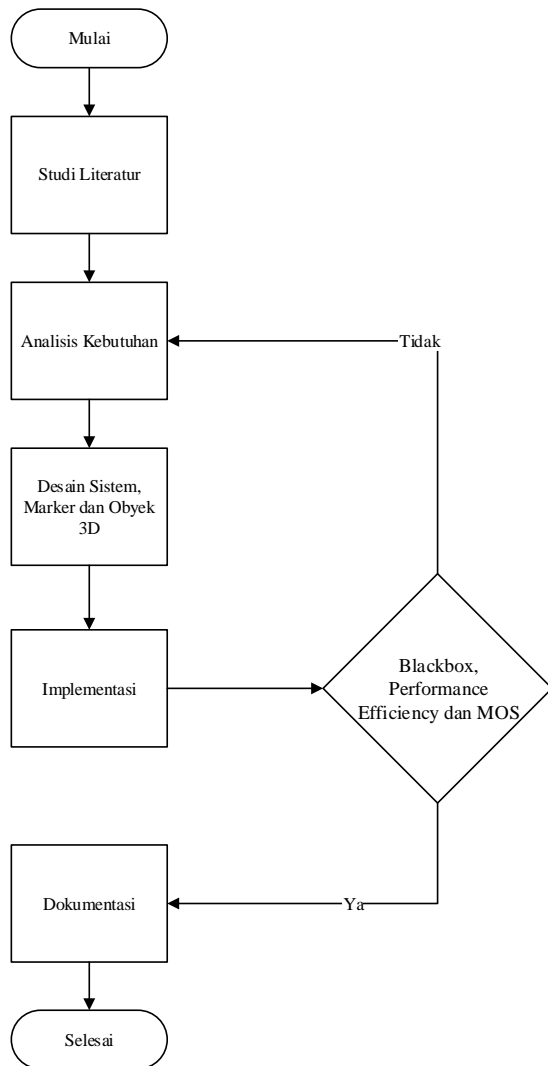 Mulai
Studi Literatur
Analisis Kebutuhan
Tidak
Desain Sistem,
Marker dan Obyek
3D
Implementasi
Blackbox,
Performance
Efficiency dan MOS
Dokumentasi
Ya
Selesai